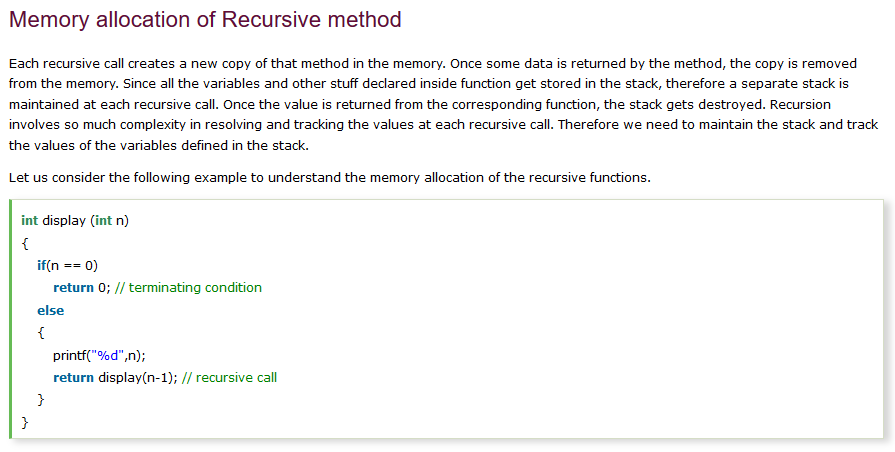 Memory allocation of Recursive method
Each recursive call creates a new copy of that method in the memory. Once some data is returned by the method, the copy is removed
from the memory. Since all the variables and other stuff declared inside function get stored in the stack, therefore a separate stack is
maintained at each recursive call. Once the value is returned from the corresponding function, the stack gets destroyed. Recursion
involves so much complexity in resolving and tracking the values at each recursive call. Therefore we need to maintain the stack and track
the values of the variables defined in the stack.
Let us consider the following example to understand the memory allocation of the recursive functions.
int display (int n)
{
if(n == 0)
return 0; // terminating condition
else
{
printf("%d",n);
return display(n-1); // recursive call
}
}